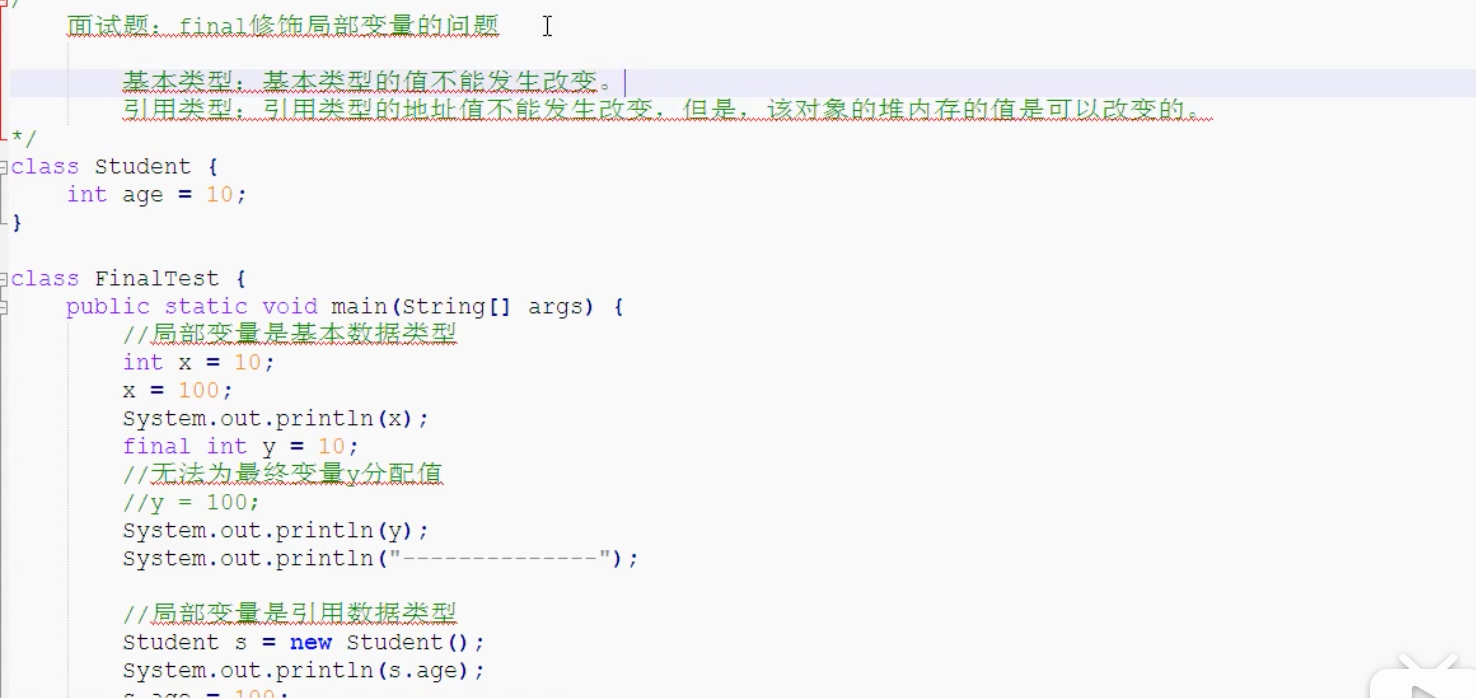 /
面试题：final修饰局部变量的问题
基本类型：基本类型的值不能发生改变。
引用类型：引用类型的地址值不能发生改变，但是，该对象的堆内存的值是可以改变的。
*/
class Student {
int age = 10;
}
class FinalTest {
public static void main(String[] args) {
//局部变量是基本数据类型
int x = 10;
x = 100;
System.out.println(x);
final int y = 10;
//无法为最终变量y分配值
//y = 100;
System.out.println(y);
System.out.println("--------------");
//局部变量是引用数据类型
Student s = new Student();
System.out.println(s.age);
s.age = 100;